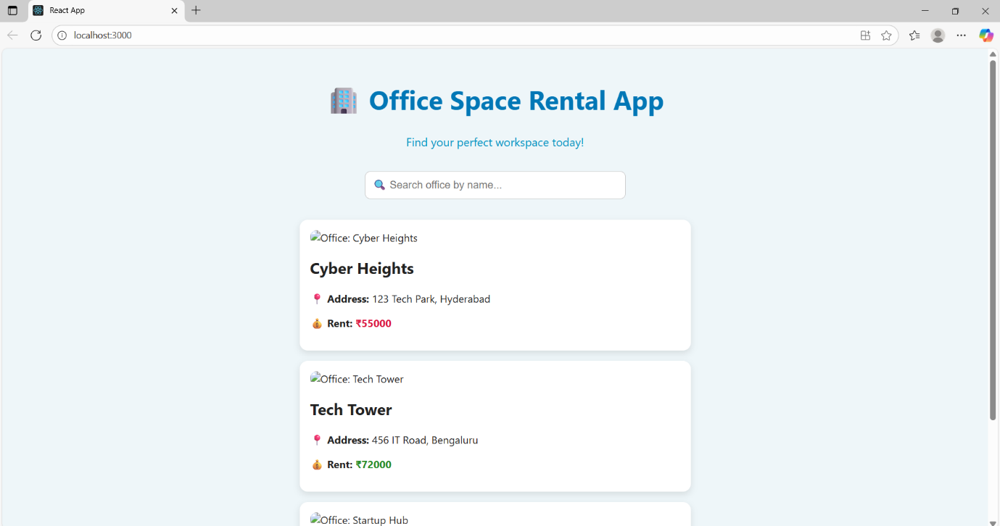 React App
localhost:3000
🏢 Office Space Rental App
Find your perfect workspace today!
🔍 Search office by name...
Office: Cyber Heights
Cyber Heights
📍 Address: 123 Tech Park, Hyderabad
💰 Rent: ₹55000
Office: Tech Tower
Tech Tower
📍 Address: 456 IT Road, Bengaluru
💰 Rent: ₹72000
Office: Startup Hub